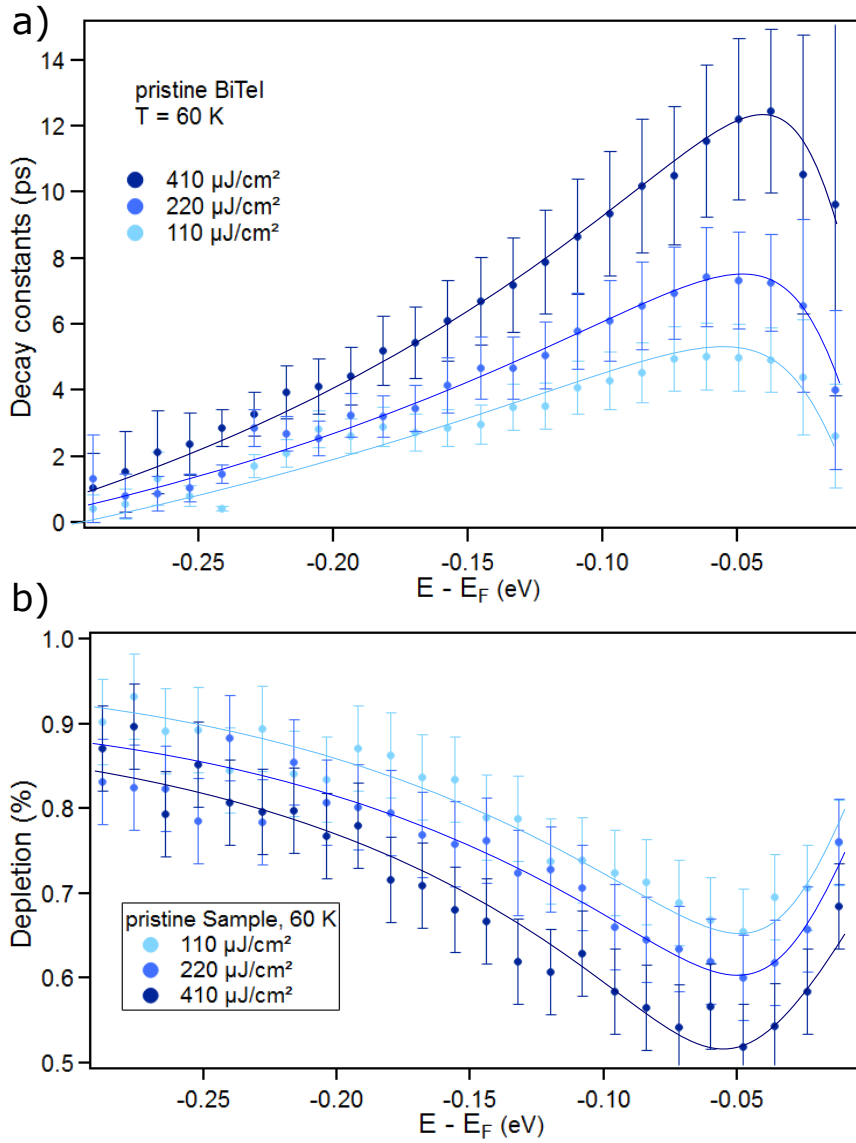 a)
14
12
10
8
6
4
2
0
Decay constants (ps)
pristine BiTeI
T = 60 K
410 µJ/cm²
220 µJ/cm²
110 µJ/cm²
-0.25
-0.20
-0.15
-0.10
-0.05
E - EF (eV)
b)
1.0
0.9
0.8
0.7
0.6
0.5
Depletion (%)
pristine Sample, 60 K
110 µJ/cm²
220 µJ/cm²
410 µJ/cm²
-0.25
-0.20
-0.15
-0.10
-0.05
E - EF (eV)